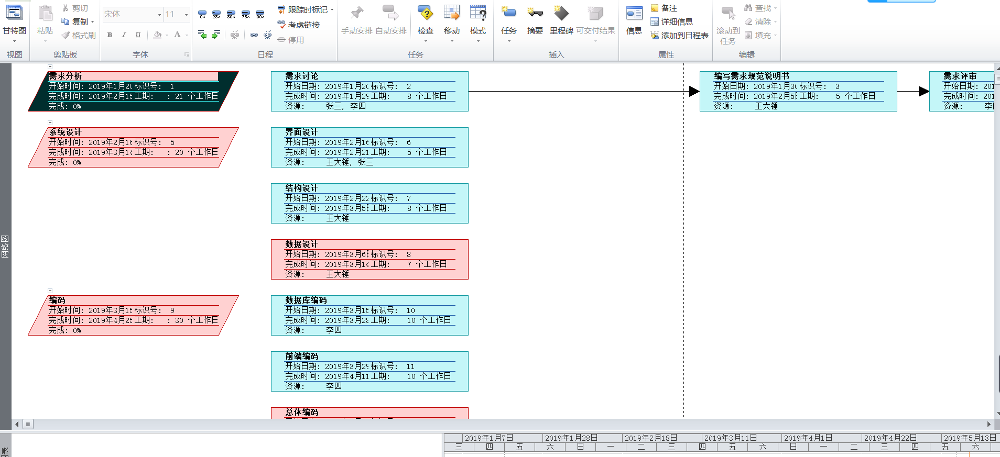 甘特图
视图
粘贴
剪切
复制
格式刷
剪贴板
宋体 11
B I U A
字体
0% 25% 50% 75% 100%
跟踪时标记
考虑链接
停用
日程
手动安排 自动安排
检查 移动 模式
任务
任务 摘要 里程碑 可交付结果
插入
信息
备注
详细信息
添加到日程表
属性
滚动到
任务
查找
清除
填充
编辑
网络图
需求分析
开始时间: 2019年1月20 标识号: 1
完成时间: 2019年2月15 工期: : 21 个工作日
完成: 0%
需求讨论
开始日期: 2019年1月20 标识号: 2
完成时间: 2019年1月29 工期: 8 个工作日
资源: 张三, 李四
编写需求规范说明书
开始日期: 2019年1月30 标识号: 3
完成时间: 2019年2月5日 工期: 5 个工作日
资源: 王大锤
需求评审
开始日期: 201
完成时间: 201
资源: 李
系统设计
开始时间: 2019年2月16 标识号: 5
完成时间: 2019年3月14 工期: : 20 个工作日
完成: 0%
界面设计
开始日期: 2019年2月16 标识号: 6
完成时间: 2019年2月21 工期: 5 个工作日
资源: 王大锤, 张三
结构设计
开始日期: 2019年2月22 标识号: 7
完成时间: 2019年3月5日 工期: 8 个工作日
资源: 王大锤
数据设计
开始日期: 2019年3月6日 标识号: 8
完成时间: 2019年3月14 工期: 7 个工作日
资源: 王大锤
编码
开始时间: 2019年3月15 标识号: 9
完成时间: 2019年4月25 工期: : 30 个工作日
完成: 0%
数据库编码
开始日期: 2019年3月15 标识号: 10
完成时间: 2019年3月28 工期: 10 个工作日
资源: 李四
前端编码
开始日期: 2019年3月29 标识号: 11
完成时间: 2019年4月11 工期: 10 个工作日
资源: 李四
总体编码
2019年1月7日 2019年1月28日 2019年2月18日 2019年3月11日 2019年4月1日 2019年4月22日 2019年5月13日
三 四 五 六 日 一 二 三 四 五 六 日 一 二 三 四 五 六
表